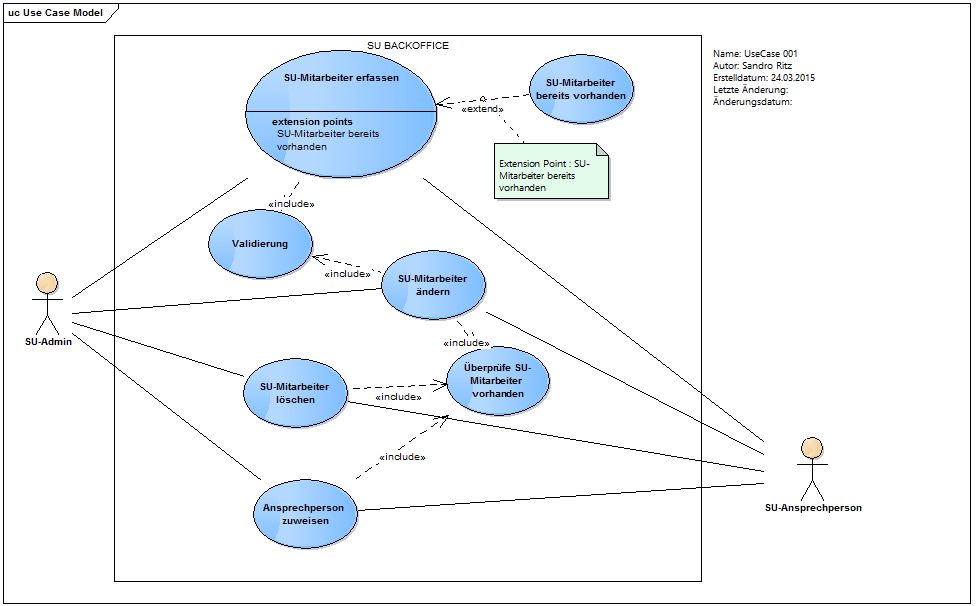 uc Use Case Model
SU BACKOFFICE
SU-Mitarbeiter erfassen
extension points
SU-Mitarbeiter bereits
vorhanden
SU-Mitarbeiter
bereits vorhanden
«extend»
Extension Point : SU-
Mitarbeiter bereits
vorhanden
Name: UseCase 001
Autor: Sandro Ritz
Erstelldatum: 24.03.2015
Letzte Änderung:
Änderungsdatum:
«include»
Validierung
«include»
SU-Mitarbeiter
ändern
SU-Admin
«include»
Überprüfe SU-
Mitarbeiter
vorhanden
SU-Mitarbeiter
löschen
«include»
«include»
Ansprechperson
zuweisen
SU-Ansprechperson